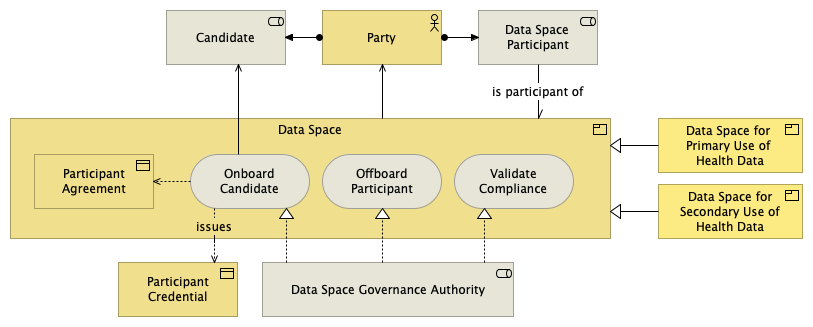 Candidate
Party
Data Space
Participant
is participant of
Data Space
Data Space for
Primary Use of
Health Data
Participant
Agreement
Onboard
Candidate
Offboard
Participant
Validate
Compliance
Data Space for
Secondary Use of
Health Data
issues
Participant
Credential
Data Space Governance Authority